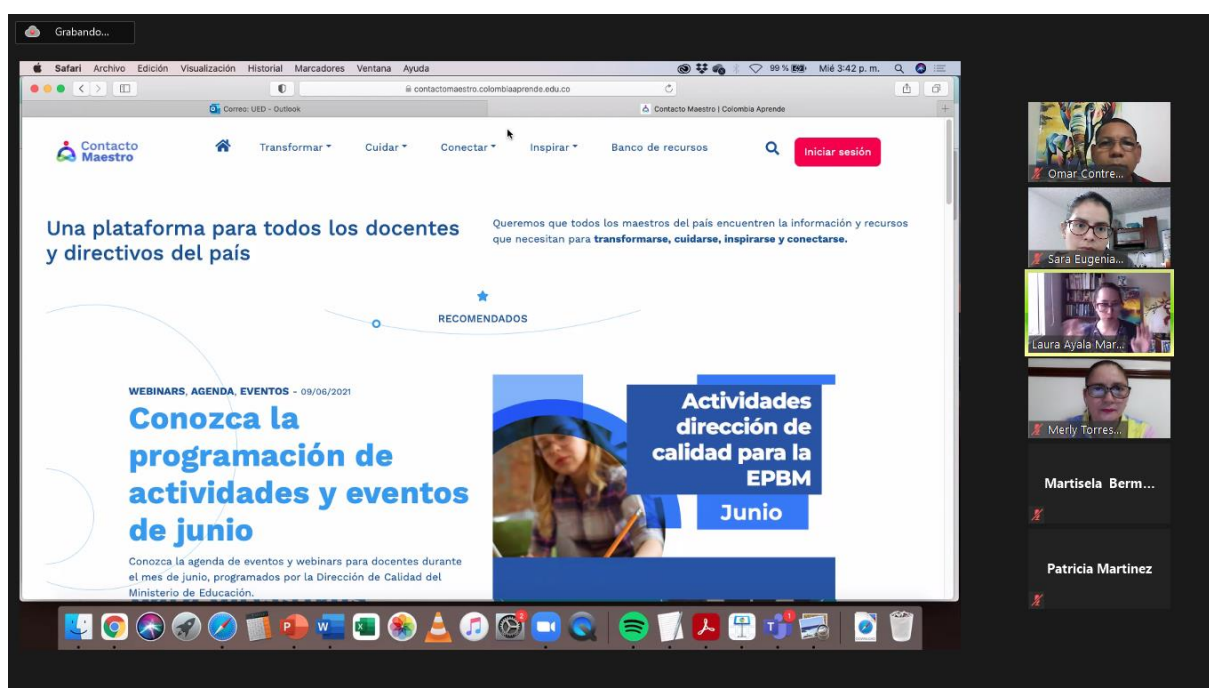 Grabando...
Safari Archivo Edición Visualización Historial Marcadores Ventana Ayuda
99 % Mié 3:42 p. m.
contactomaestro.colombiaaprende.edu.co
Correo: UED - Outlook
Contacto Maestro | Colombia Aprende
Contacto
Maestro
Transformar Cuidar Conectar Inspirar Banco de recursos Iniciar sesión
Una plataforma para todos los docentes
y directivos del país
Queremos que todos los maestros del país encuentren la información y recursos
que necesitan para transformarse, cuidarse, inspirarse y conectarse.
RECOMENDADOS
WEBINARS, AGENDA, EVENTOS - 09/06/2021
Conozca la
programación de
actividades y eventos
de junio
Conozca la agenda de eventos y webinars para docentes durante
el mes de junio, programados por la Dirección de Calidad del
Ministerio de Educación.
Actividades
dirección de
calidad para la
EPBM
Junio
Omar Contre...
Sara Eugenia...
Laura Ayala Mar...
Merly Torres...
Martisela Berm...
Patricia Martinez